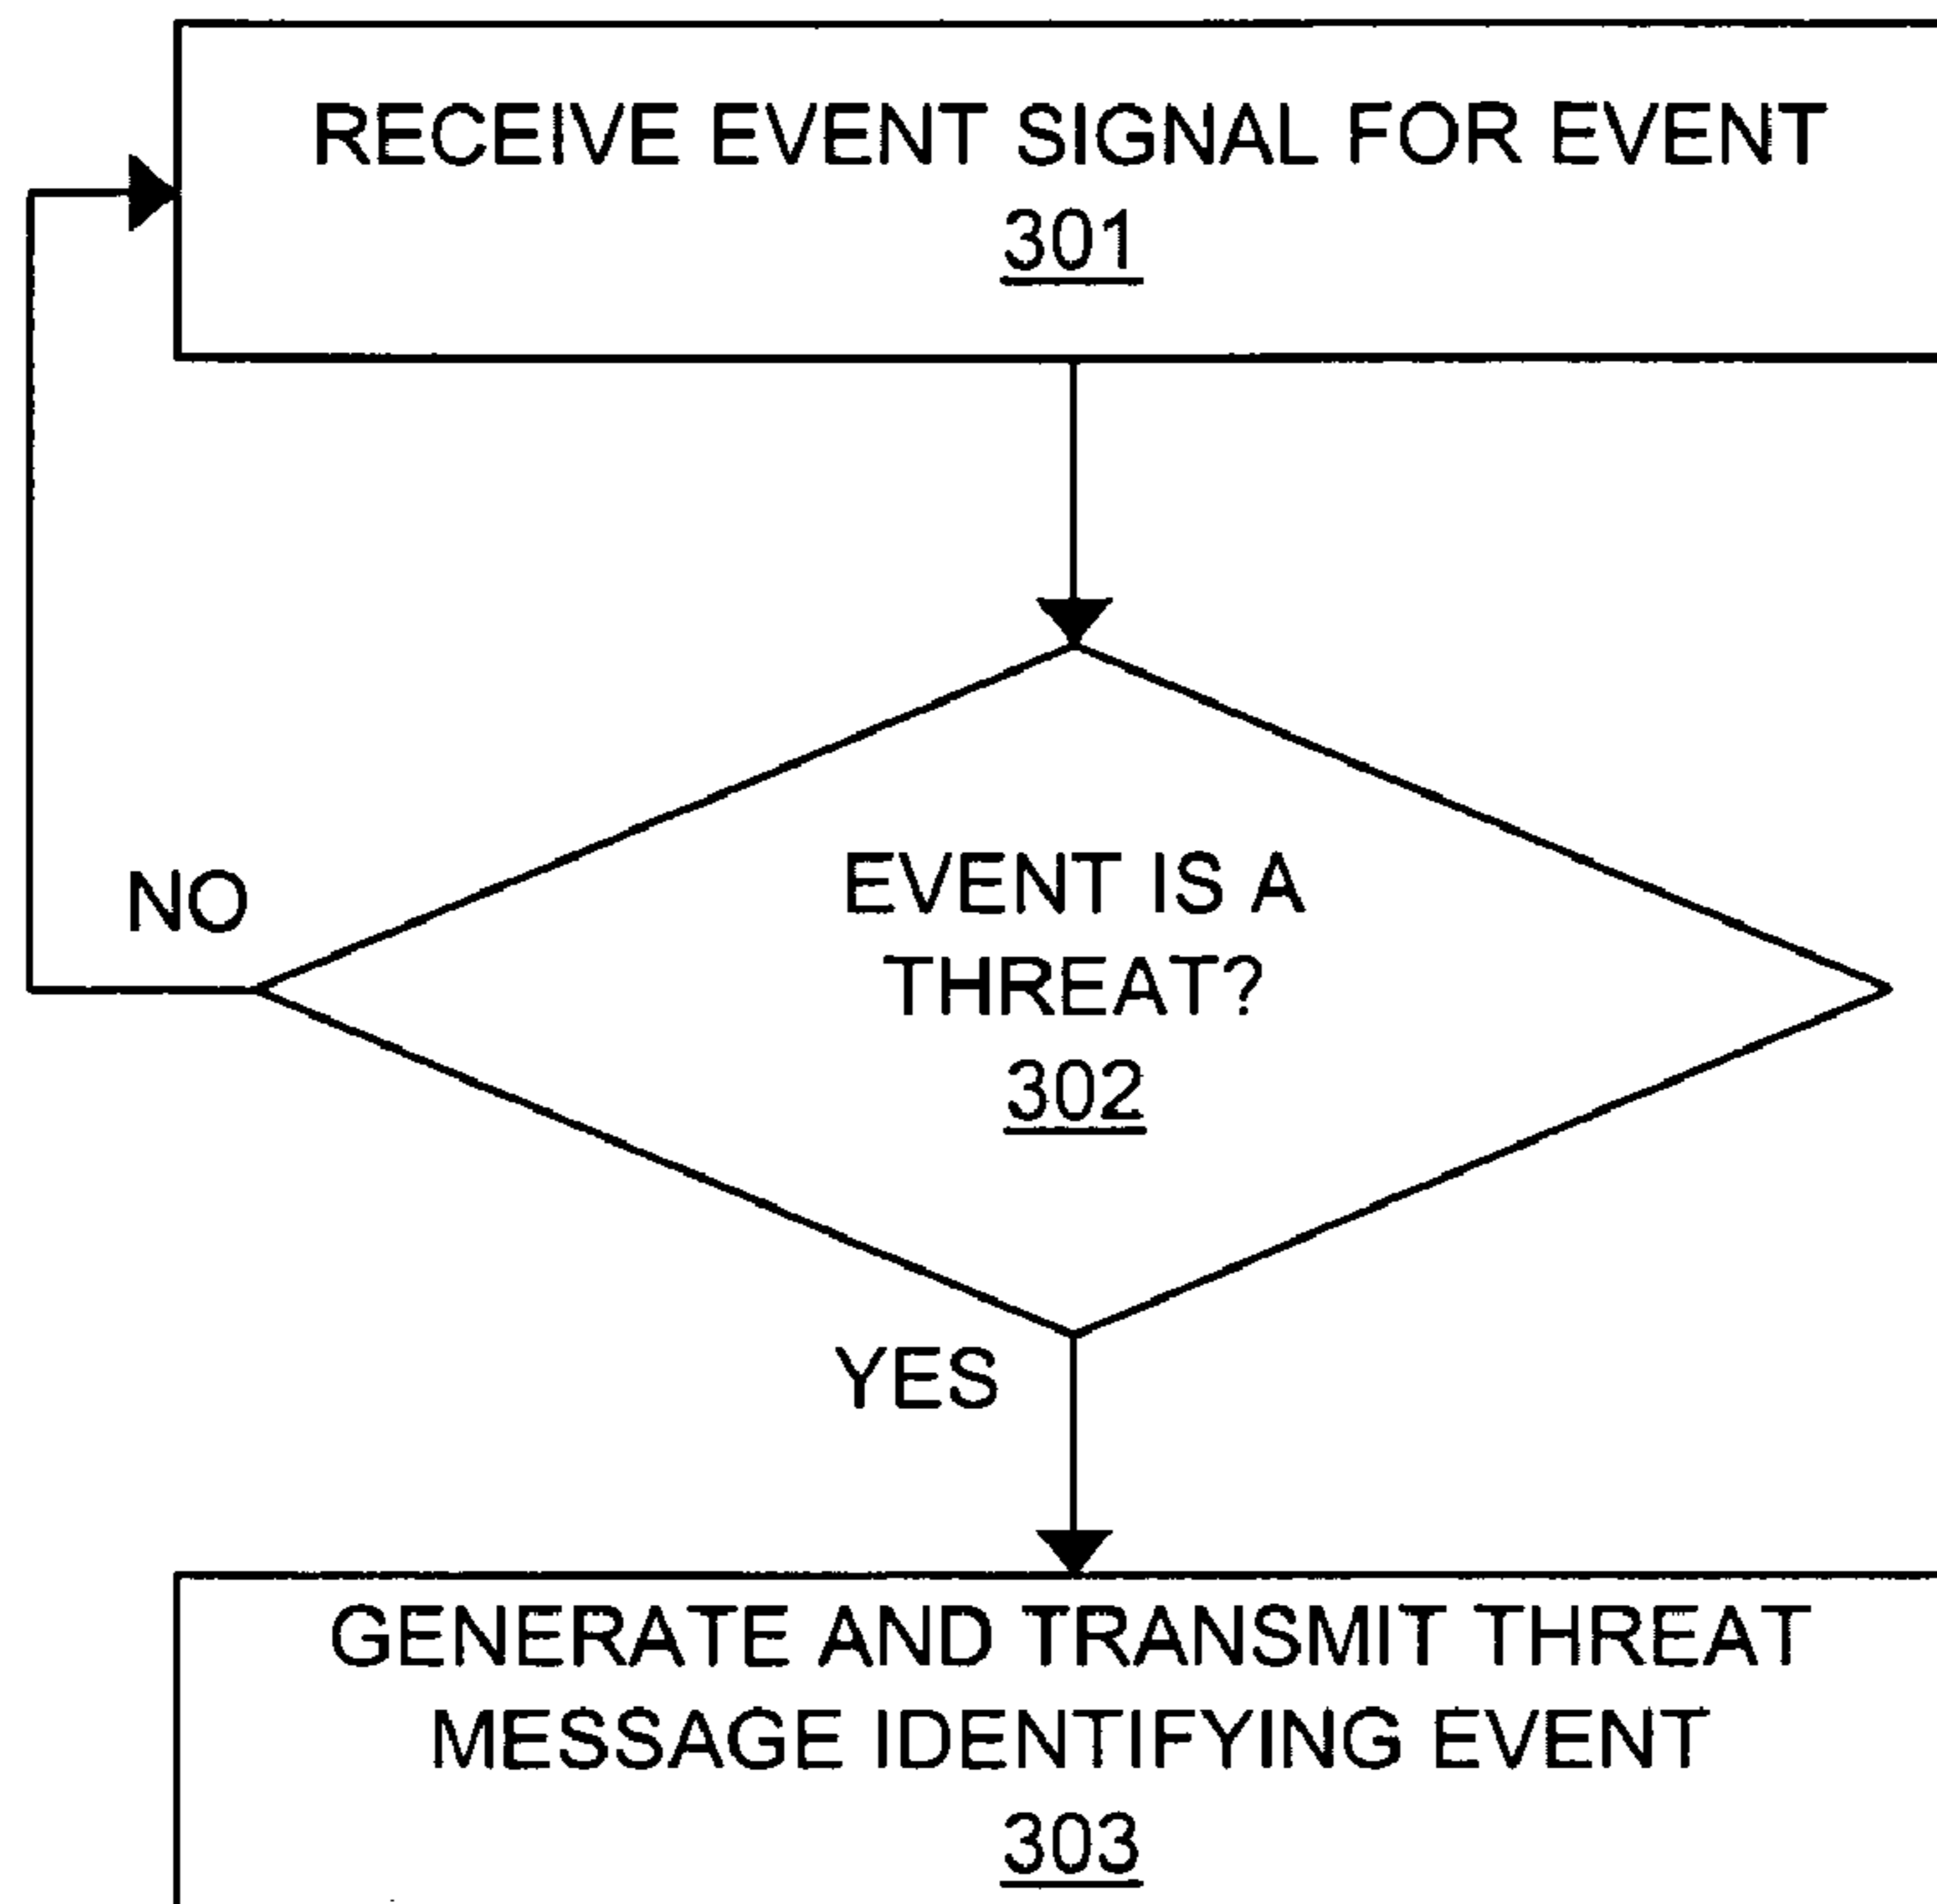 RECEIVE EVENT SIGNAL FOR EVENT
301
NO
EVENT IS A
THREAT?
302
YES
GENERATE AND TRANSMIT THREAT
MESSAGE IDENTIFYING EVENT
303